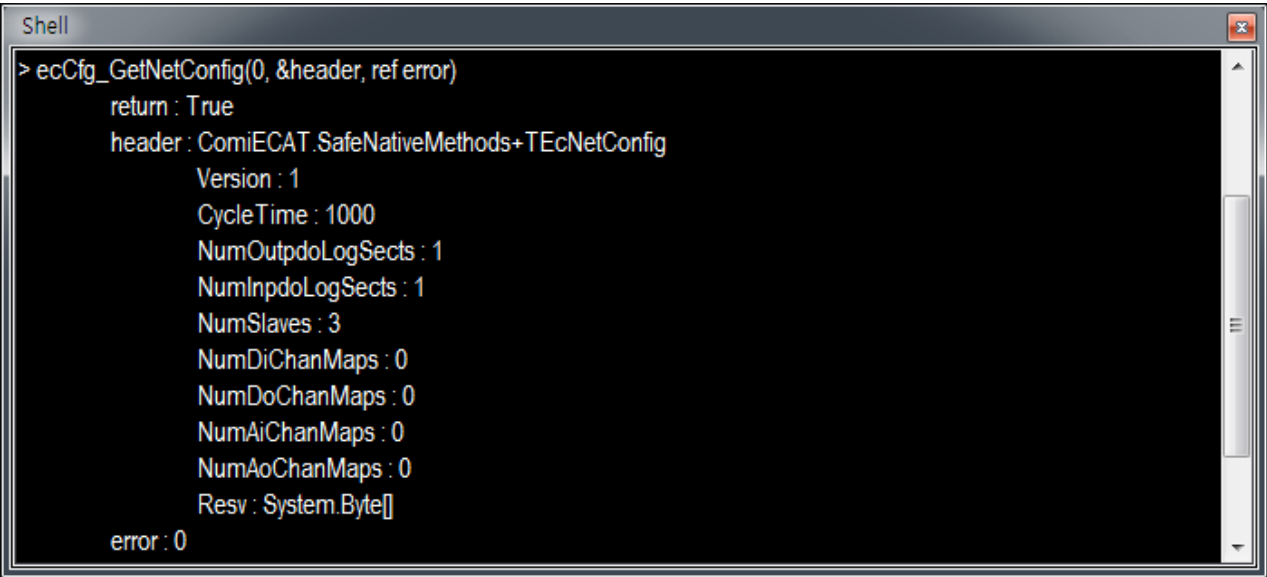 Shell
> ecCfg_GetNetConfig(0, &header, ref error)
return : True
header : ComiECAT.SafeNativeMethods+TEcNetConfig
Version : 1
CycleTime : 1000
NumOutpdoLogSects : 1
NumInpdoLogSects : 1
NumSlaves : 3
NumDiChanMaps : 0
NumDoChanMaps : 0
NumAiChanMaps : 0
NumAoChanMaps : 0
Resv : System.Byte[]
error : 0